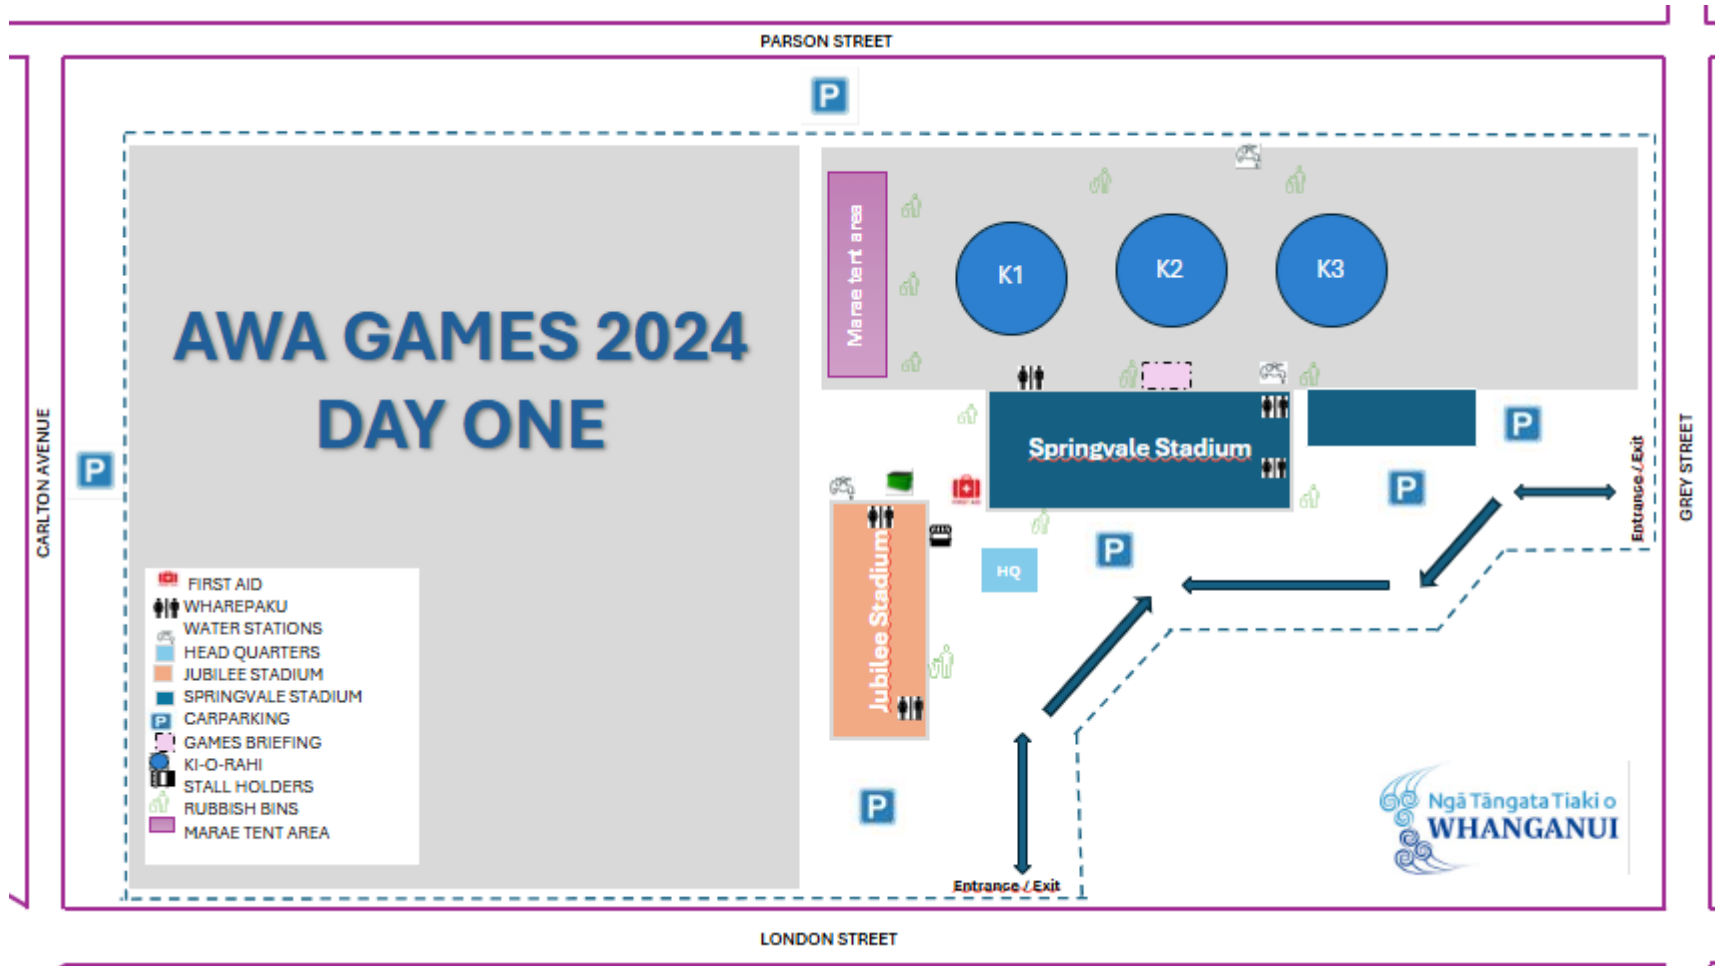 PARSON STREET
P
AWA GAMES 2024
DAY ONE
Marae tent area
K1
K2
K3
Springvale Stadium
P
P
P
P
P
Entrance / Exit
GREY STREET
CARLTON AVENUE
FIRST AID
HQ
Jubilee Stadium
FIRST AID
WHAREPAKU
WATER STATIONS
HEAD QUARTERS
JUBILEE STADIUM
SPRINGVALE STADIUM
P CARPARKING
GAMES BRIEFING
KI-O-RAHI
STALL HOLDERS
RUBBISH BINS
MARAE TENT AREA
Entrance / Exit
Ngā Tāngata Tiaki o
WHANGANUI
LONDON STREET